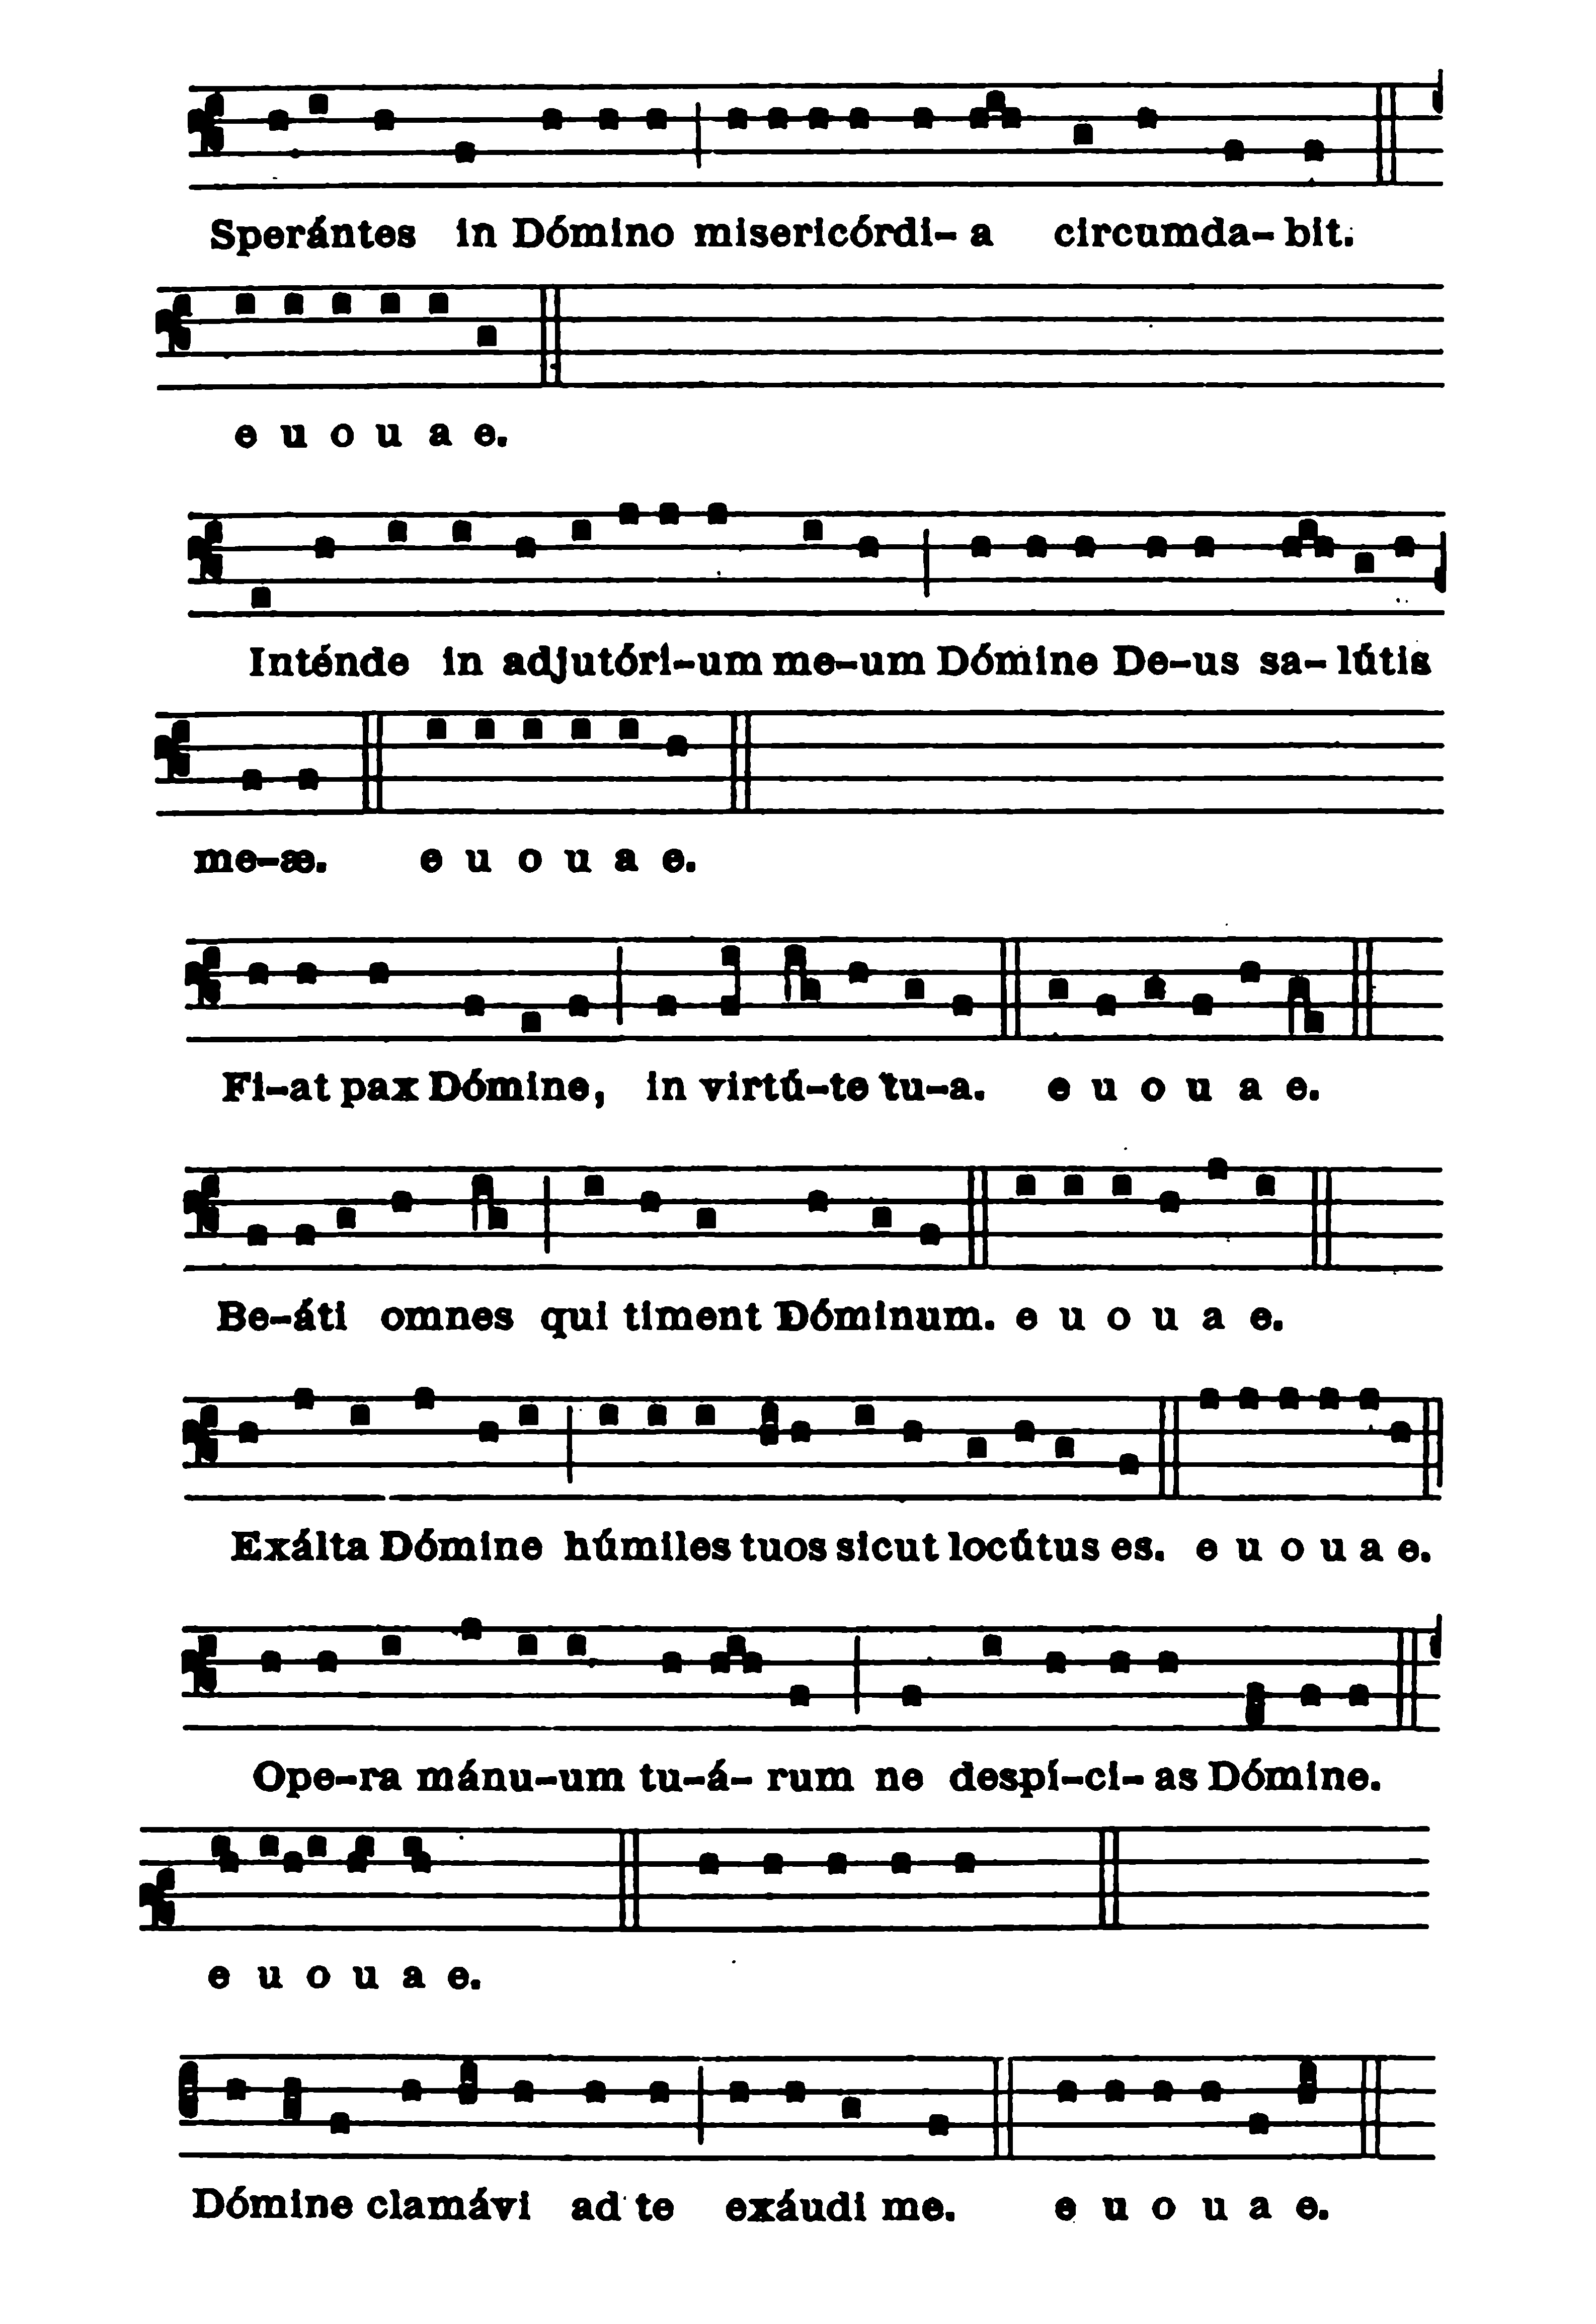 Sperántes in Dómino misericórdi- a circumda- bit.
e u o u a e.
Inténde in adjutóri-um me-um Dómine De-us sa- lútis
me-æ. e u o u a e.
Fi-at pax Dómine, in virtú-te tu-a. e u o u a e.
Be-áti omnes qui timent Dóminum. e u o u a e.
Exálta Dómine húmiles tuos sicut locútus es. e u o u a e.
Ope-ra mánu-um tu-á- rum ne despí-ci- as Dómine.
e u o u a e.
Dómine clamávi ad te exáudi me. e u o u a e.